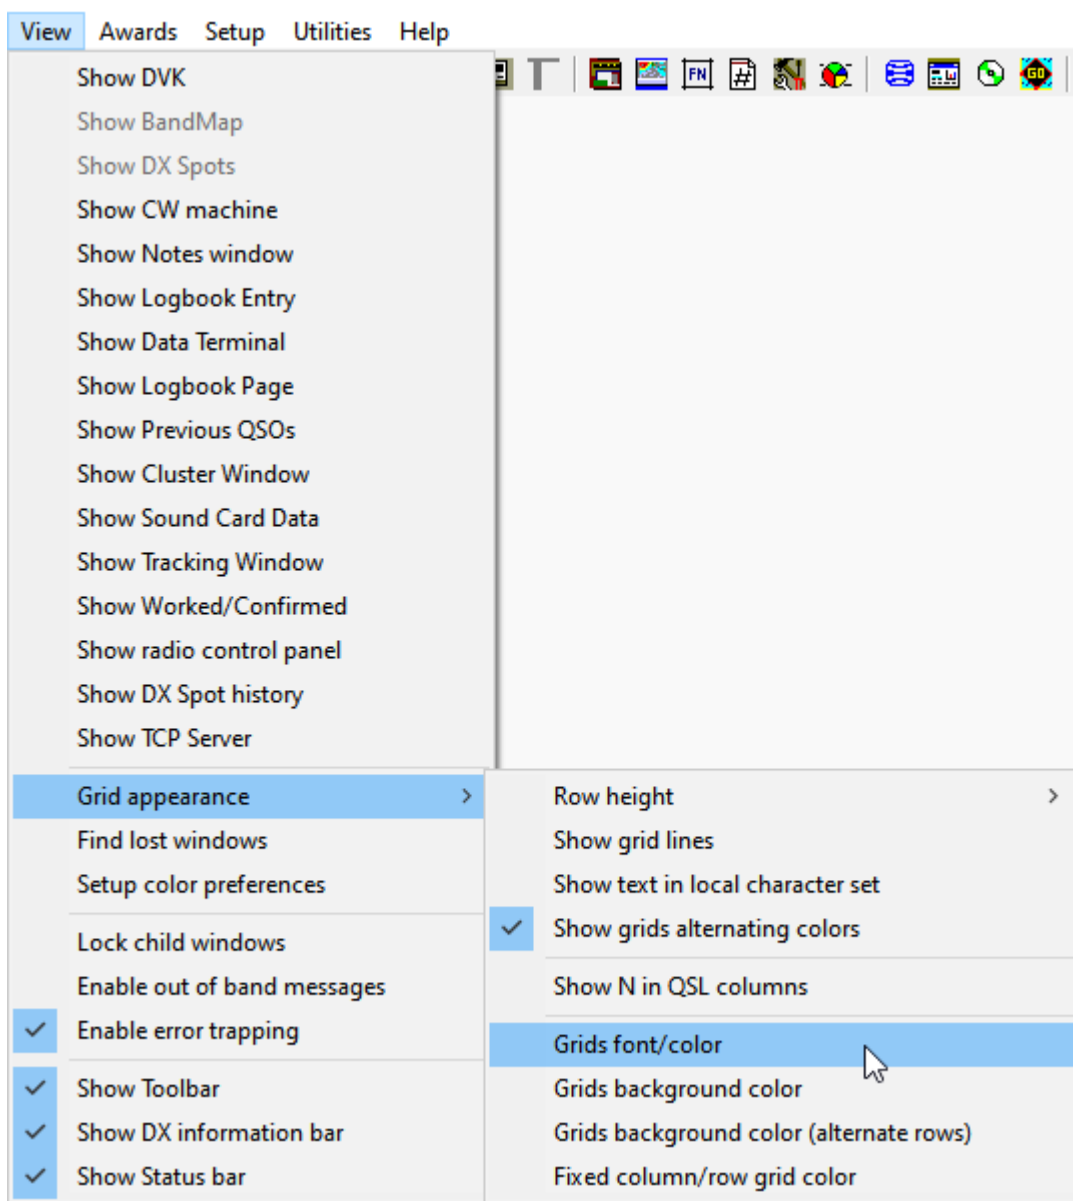 View Awards Setup Utilities Help
Show DVK
FN #
GO
Show BandMap
Show DX Spots
Show CW machine
Show Notes window
Show Logbook Entry
Show Data Terminal
Show Logbook Page
Show Previous QSOs
Show Cluster Window
Show Sound Card Data
Show Tracking Window
Show Worked/Confirmed
Show radio control panel
Show DX Spot history
Show TCP Server
Grid appearance
Find lost windows
Setup color preferences
Lock child windows
Enable out of band messages
Enable error trapping
Show Toolbar
Show DX information bar
Show Status bar
Row height
Show grid lines
Show text in local character set
Show grids alternating colors
Show N in QSL columns
Grids font/color
Grids background color
Grids background color (alternate rows)
Fixed column/row grid color